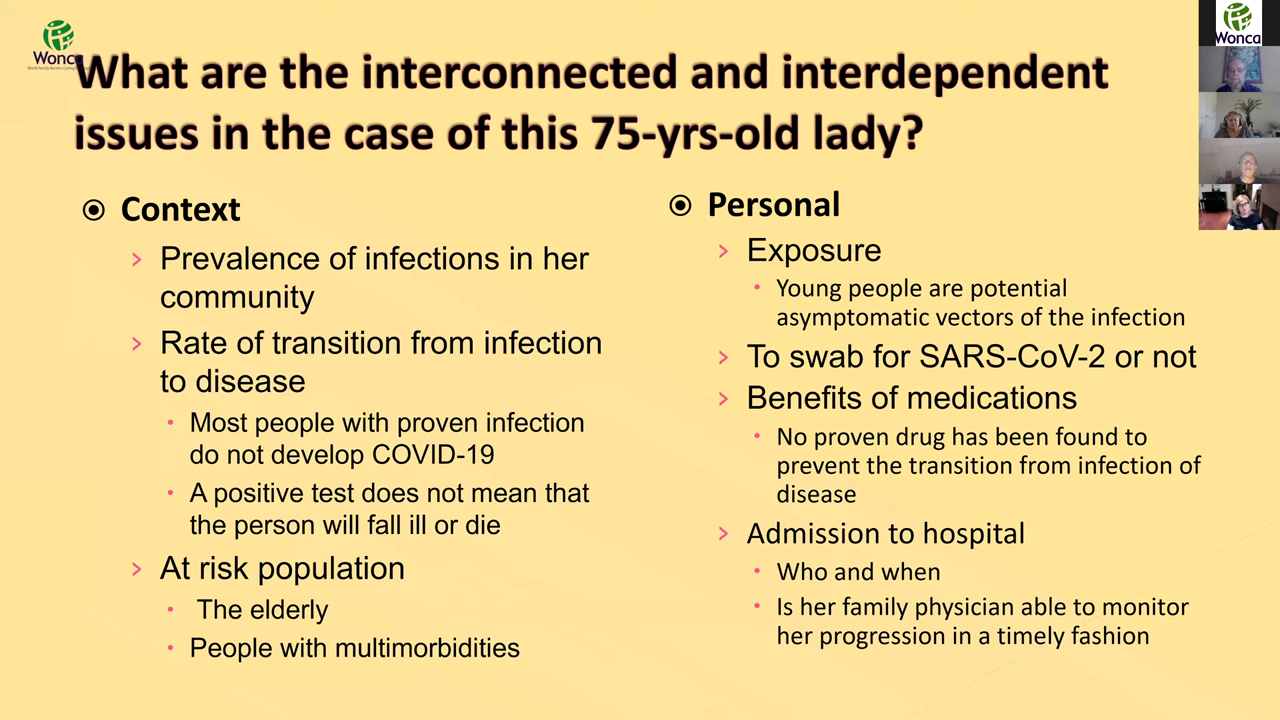 Wonca
What are the interconnected and interdependent
issues in the case of this 75-yrs-old lady?
Context
Prevalence of infections in her
community
Rate of transition from infection
to disease
Most people with proven infection
do not develop COVID-19
A positive test does not mean that
the person will fall ill or die
At risk population
The elderly
People with multimorbidities
Personal
Exposure
Young people are potential
asymptomatic vectors of the infection
To swab for SARS-CoV-2 or not
Benefits of medications
No proven drug has been found to
prevent the transition from infection of
disease
Admission to hospital
Who and when
Is her family physician able to monitor
her progression in a timely fashion
Wonca